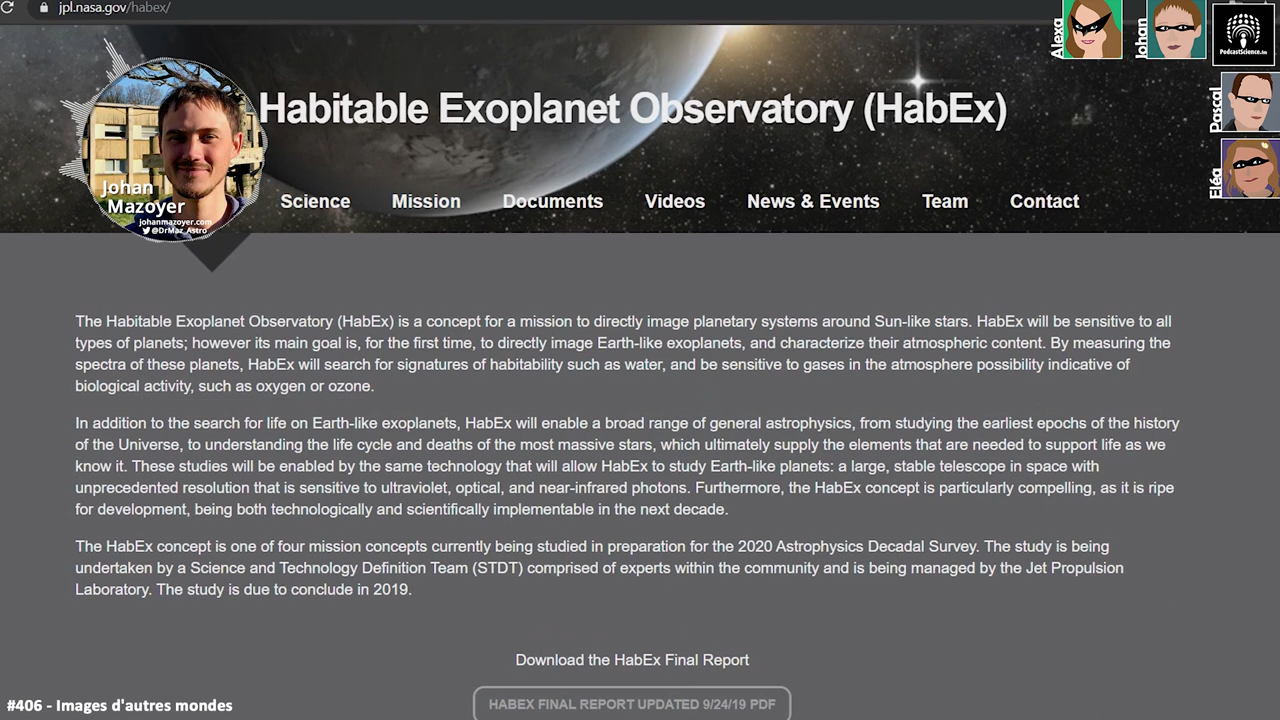 jpl.nasa.gov/habex/
Alexa
Johan
PodcastScience.fm
Pascal
Eléa
Habitable Exoplanet Observatory (HabEx)
Johan
Mazoyer
johanmazoyer.com
@DrMaz_Astro
Science Mission Documents Videos News & Events Team Contact
The Habitable Exoplanet Observatory (HabEx) is a concept for a mission to directly image planetary systems around Sun-like stars. HabEx will be sensitive to all
types of planets; however its main goal is, for the first time, to directly image Earth-like exoplanets, and characterize their atmospheric content. By measuring the
spectra of these planets, HabEx will search for signatures of habitability such as water, and be sensitive to gases in the atmosphere possibility indicative of
biological activity, such as oxygen or ozone.
In addition to the search for life on Earth-like exoplanets, HabEx will enable a broad range of general astrophysics, from studying the earliest epochs of the history
of the Universe, to understanding the life cycle and deaths of the most massive stars, which ultimately supply the elements that are needed to support life as we
know it. These studies will be enabled by the same technology that will allow HabEx to study Earth-like planets: a large, stable telescope in space with
unprecedented resolution that is sensitive to ultraviolet, optical, and near-infrared photons. Furthermore, the HabEx concept is particularly compelling, as it is ripe
for development, being both technologically and scientifically implementable in the next decade.
The HabEx concept is one of four mission concepts currently being studied in preparation for the 2020 Astrophysics Decadal Survey. The study is being
undertaken by a Science and Technology Definition Team (STDT) comprised of experts within the community and is being managed by the Jet Propulsion
Laboratory. The study is due to conclude in 2019.
Download the HabEx Final Report
HABEX FINAL REPORT UPDATED 9/24/19 PDF
#406 - Images d'autres mondes